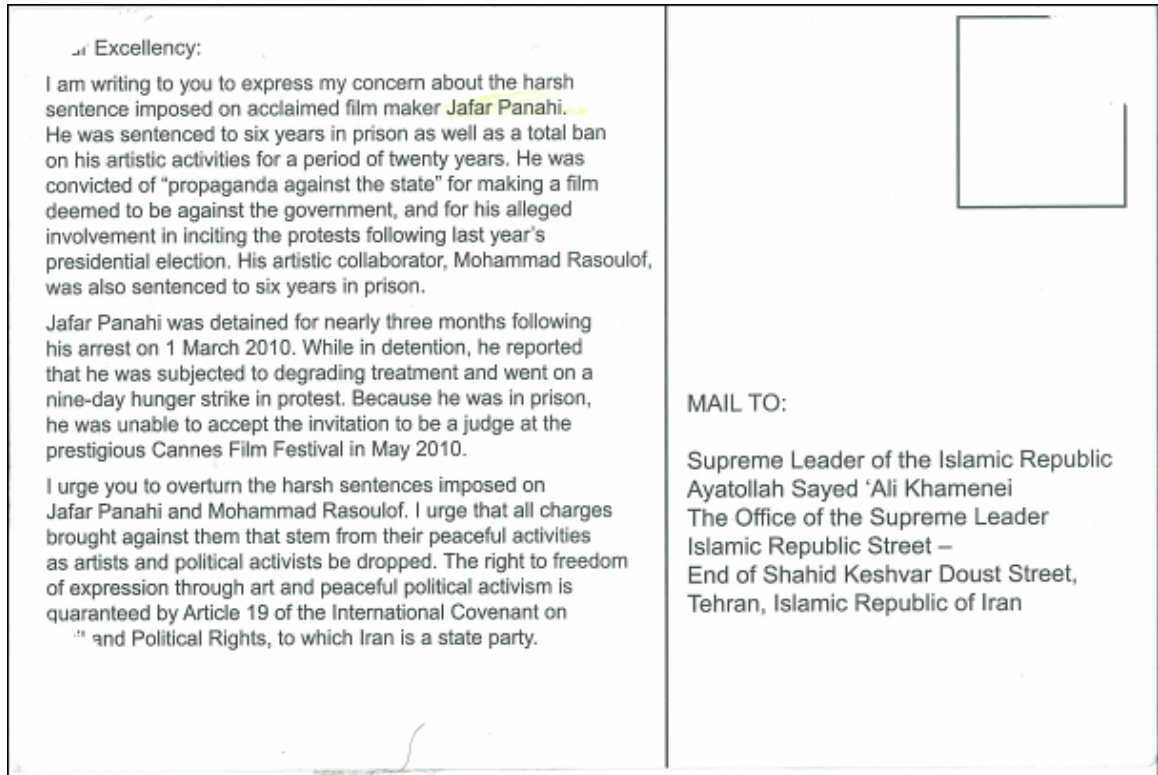 Excellency:
I am writing to you to express my concern about the harsh
sentence imposed on acclaimed film maker Jafar Panahi.
He was sentenced to six years in prison as well as a total ban
on his artistic activities for a period of twenty years. He was
convicted of “propaganda against the state” for making a film
deemed to be against the government, and for his alleged
involvement in inciting the protests following last year’s
presidential election. His artistic collaborator, Mohammad Rasoulof,
was also sentenced to six years in prison.
Jafar Panahi was detained for nearly three months following
his arrest on 1 March 2010. While in detention, he reported
that he was subjected to degrading treatment and went on a
nine-day hunger strike in protest. Because he was in prison,
he was unable to accept the invitation to be a judge at the
prestigious Cannes Film Festival in May 2010.
I urge you to overturn the harsh sentences imposed on
Jafar Panahi and Mohammad Rasoulof. I urge that all charges
brought against them that stem from their peaceful activities
as artists and political activists be dropped. The right to freedom
of expression through art and peaceful political activism is
guaranteed by Article 19 of the International Covenant on
and Political Rights, to which Iran is a state party.
MAIL TO:
Supreme Leader of the Islamic Republic
Ayatollah Sayed ‘Ali Khamenei
The Office of the Supreme Leader
Islamic Republic Street –
End of Shahid Keshvar Doust Street,
Tehran, Islamic Republic of Iran